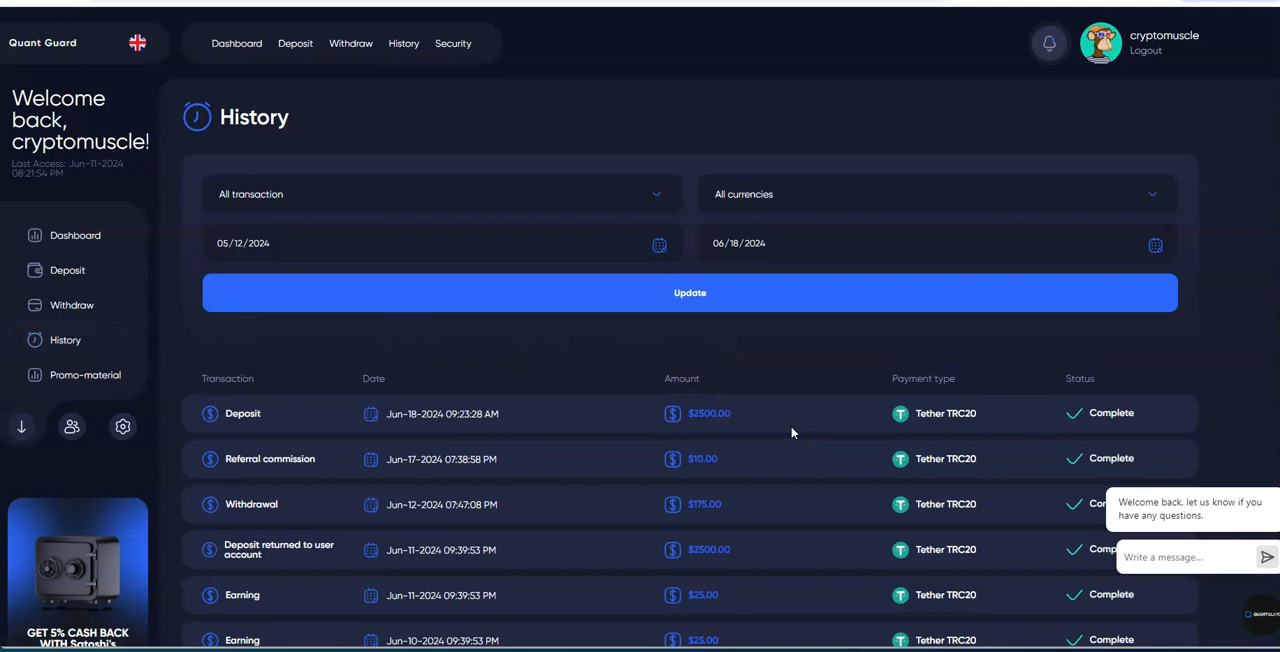 Quant Guard
Dashboard Deposit Withdraw History Security
cryptomuscle
Logout
Welcome
back,
cryptomuscle!
Last Access: Jun-11-2024
08:21:54 PM
Dashboard
Deposit
Withdraw
History
Promo-material
GET 5% CASH BACK
WITH Satoshi's
History
All transaction All currencies
05/12/2024 06/18/2024
Update
Transaction Date Amount Payment type Status
Deposit Jun-18-2024 09:23:28 AM $2500.00 Tether TRC20 Complete
Referral commission Jun-17-2024 07:38:58 PM $10.00 Tether TRC20 Complete
Withdrawal Jun-12-2024 07:47:08 PM $175.00 Tether TRC20 Con
Deposit returned to user
account Jun-11-2024 09:39:53 PM $2500.00 Tether TRC20 Comp
Earning Jun-11-2024 09:39:53 PM $25.00 Tether TRC20 Complete
Earning Jun-10-2024 09:39:53 PM $25.00 Tether TRC20 Complete
Welcome back, let us know if you
have any questions.
Write a message...